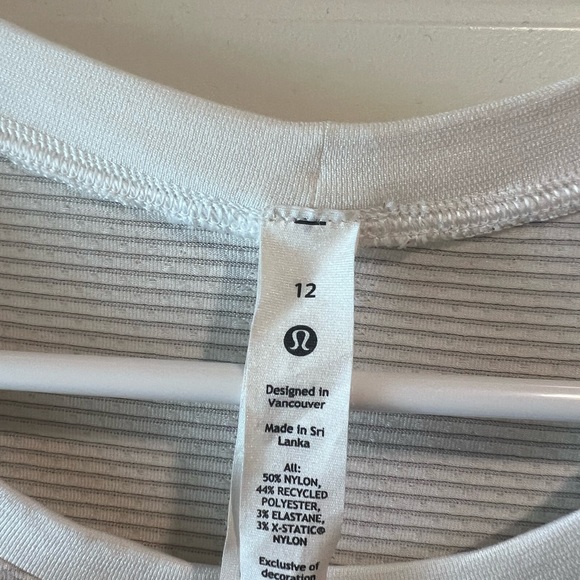 12
Designed in
Vancouver
Made in Sri
Lanka
All:
50% NYLON,
44% RECYCLED
POLYESTER,
3% ELASTANE,
3% X-STATIC®
NYLON
Exclusive of
decoration